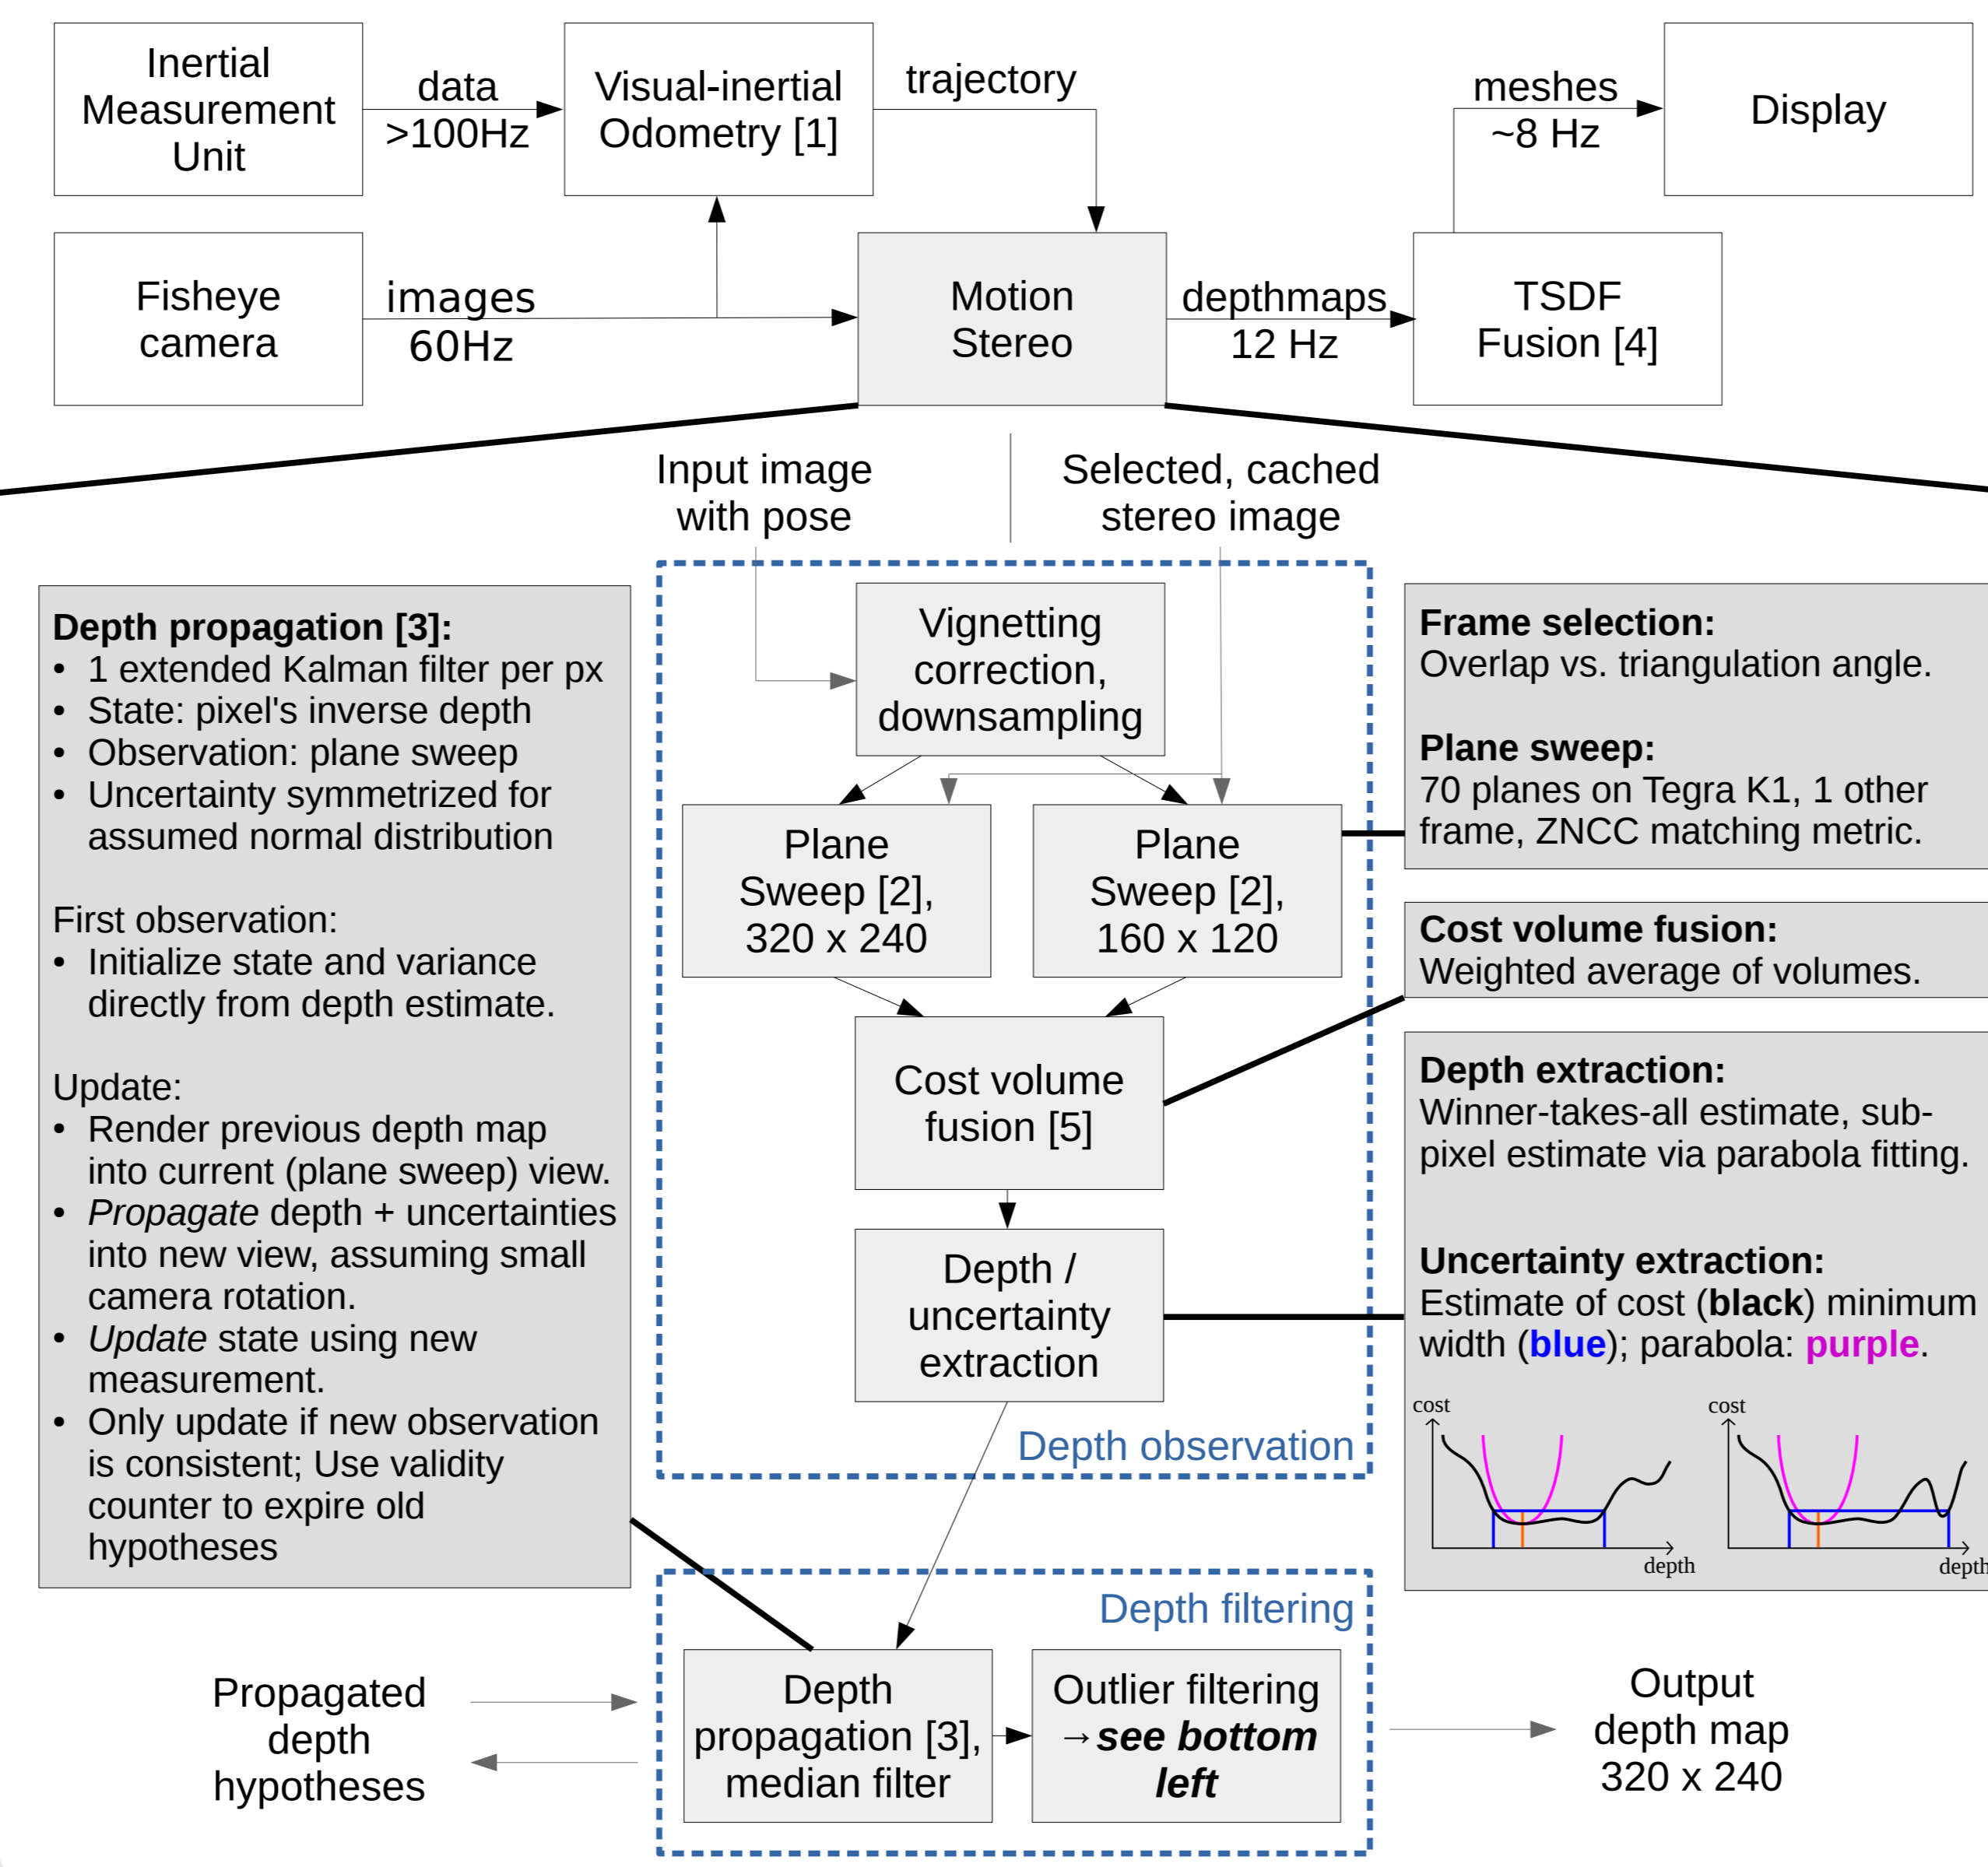 Inertial
Measurement
Unit
data
>100Hz
Visual-inertial
Odometry [1]
trajectory
meshes
~8 Hz
Display
Fisheye
camera
images
60Hz
Motion
Stereo
depthmaps
12 Hz
TSDF
Fusion [4]
Input image
with pose
Selected, cached
stereo image
Depth propagation [3]:
• 1 extended Kalman filter per px
• State: pixel's inverse depth
• Observation: plane sweep
• Uncertainty symmetrized for
assumed normal distribution
First observation:
• Initialize state and variance
directly from depth estimate.
Update:
• Render previous depth map
into current (plane sweep) view.
• Propagate depth + uncertainties
into new view, assuming small
camera rotation.
• Update state using new
measurement.
• Only update if new observation
is consistent; Use validity
counter to expire old
hypotheses
Vignetting
correction,
downsampling
Plane
Sweep [2],
320 x 240
Plane
Sweep [2],
160 x 120
Cost volume
fusion [5]
Depth /
uncertainty
extraction
Depth observation
Frame selection:
Overlap vs. triangulation angle.
Plane sweep:
70 planes on Tegra K1, 1 other
frame, ZNCC matching metric.
Cost volume fusion:
Weighted average of volumes.
Depth extraction:
Winner-takes-all estimate, sub-
pixel estimate via parabola fitting.
Uncertainty extraction:
Estimate of cost (black) minimum
width (blue); parabola: purple.
cost
depth
cost
depth
Depth filtering
Propagated
depth
hypotheses
Depth
propagation [3],
median filter
Outlier filtering
→see bottom
left
Output
depth map
320 x 240